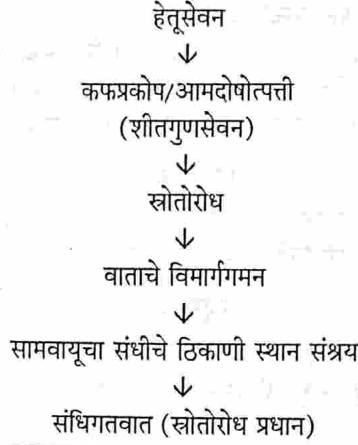 हेतूसेवन
↓
कफप्रकोप/आमदोषोत्पत्ती
(शीतगुणसेवन)
↓
स्रोतोरोध
↓
वाताचे विमार्गगमन
↓
सामवायूचा संधीचे ठिकाणी स्थान संश्रय
↓
संधिगतवात (स्रोतोरोध प्रधान)